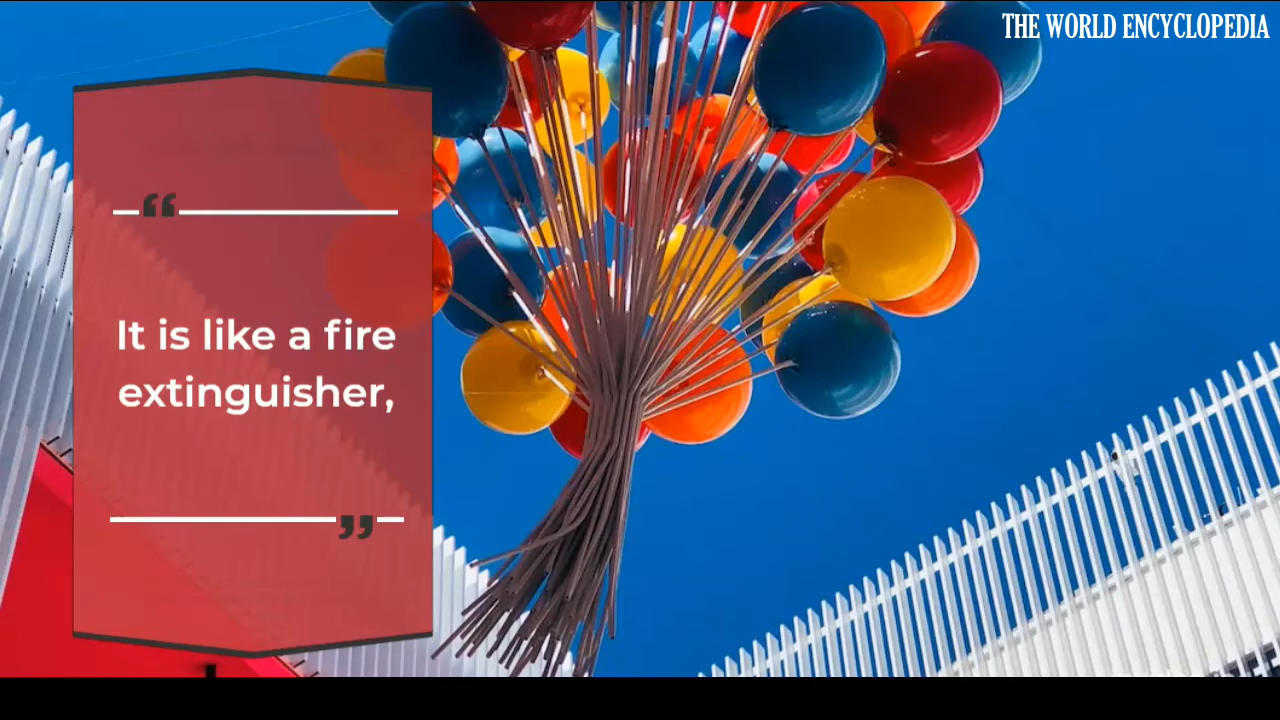 THE WORLD ENCYCLOPEDIA
“
It is like a fire
extinguisher,
”